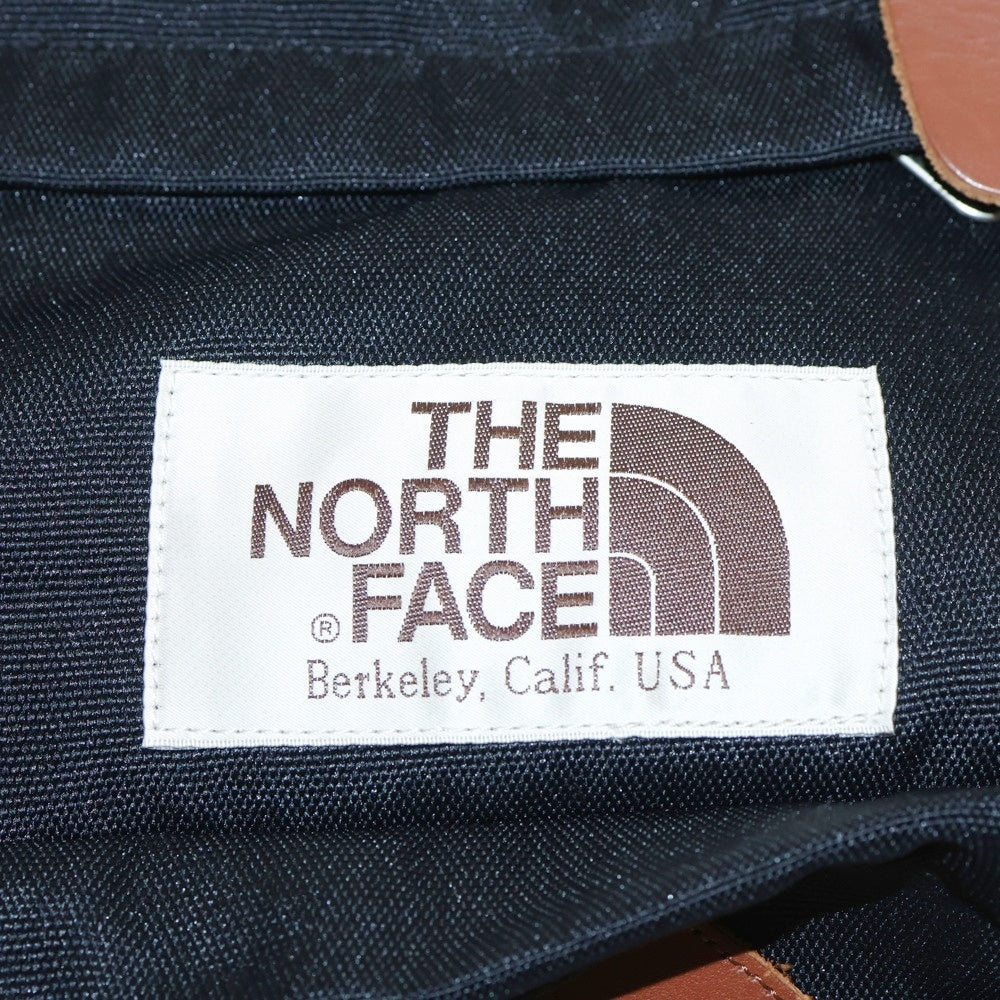 THE
NORTH
® FACE
Berkeley, Calif. USA